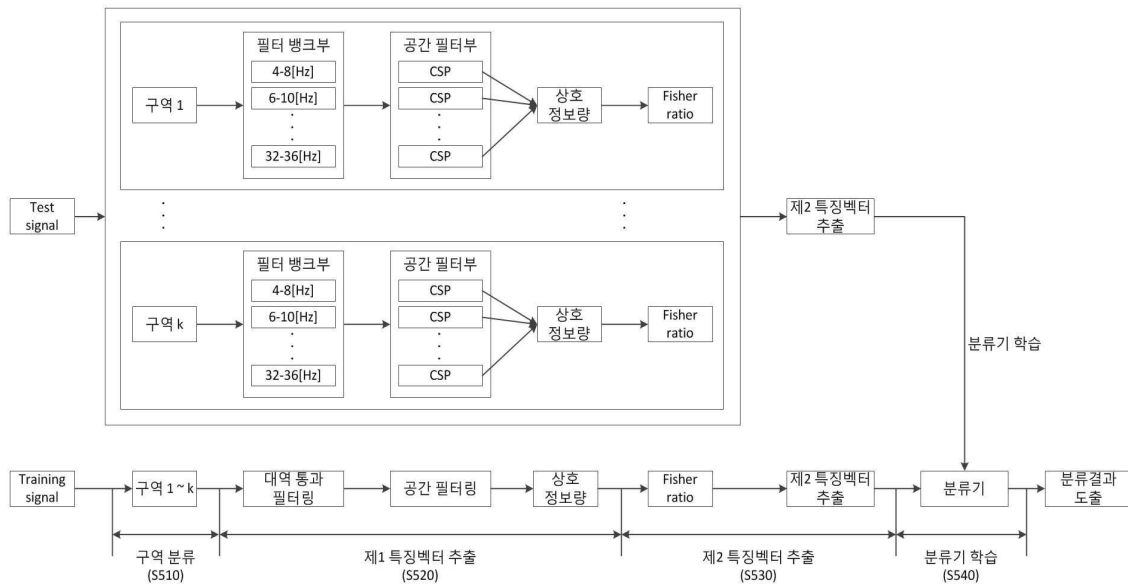 필터 뱅크부
4-8[Hz]
6-10[Hz]
32-36[Hz]
공간 필터부
CSP
CSP
CSP
구역 1
상호
정보량
Fisher
ratio
Test
signal
제2 특징벡터
추출
필터 뱅크부
4-8[Hz]
6-10[Hz]
32-36[Hz]
공간 필터부
CSP
CSP
CSP
구역 k
상호
정보량
Fisher
ratio
분류기 학습
Training
signal
구역 1 ~ k
대역 통과
필터링
공간 필터링
상호
정보량
Fisher
ratio
제2 특징벡터
추출
분류기
분류결과
도출
구역 분류
(S510)
제1 특징벡터 추출
(S520)
제2 특징벡터 추출
(S530)
분류기 학습
(S540)